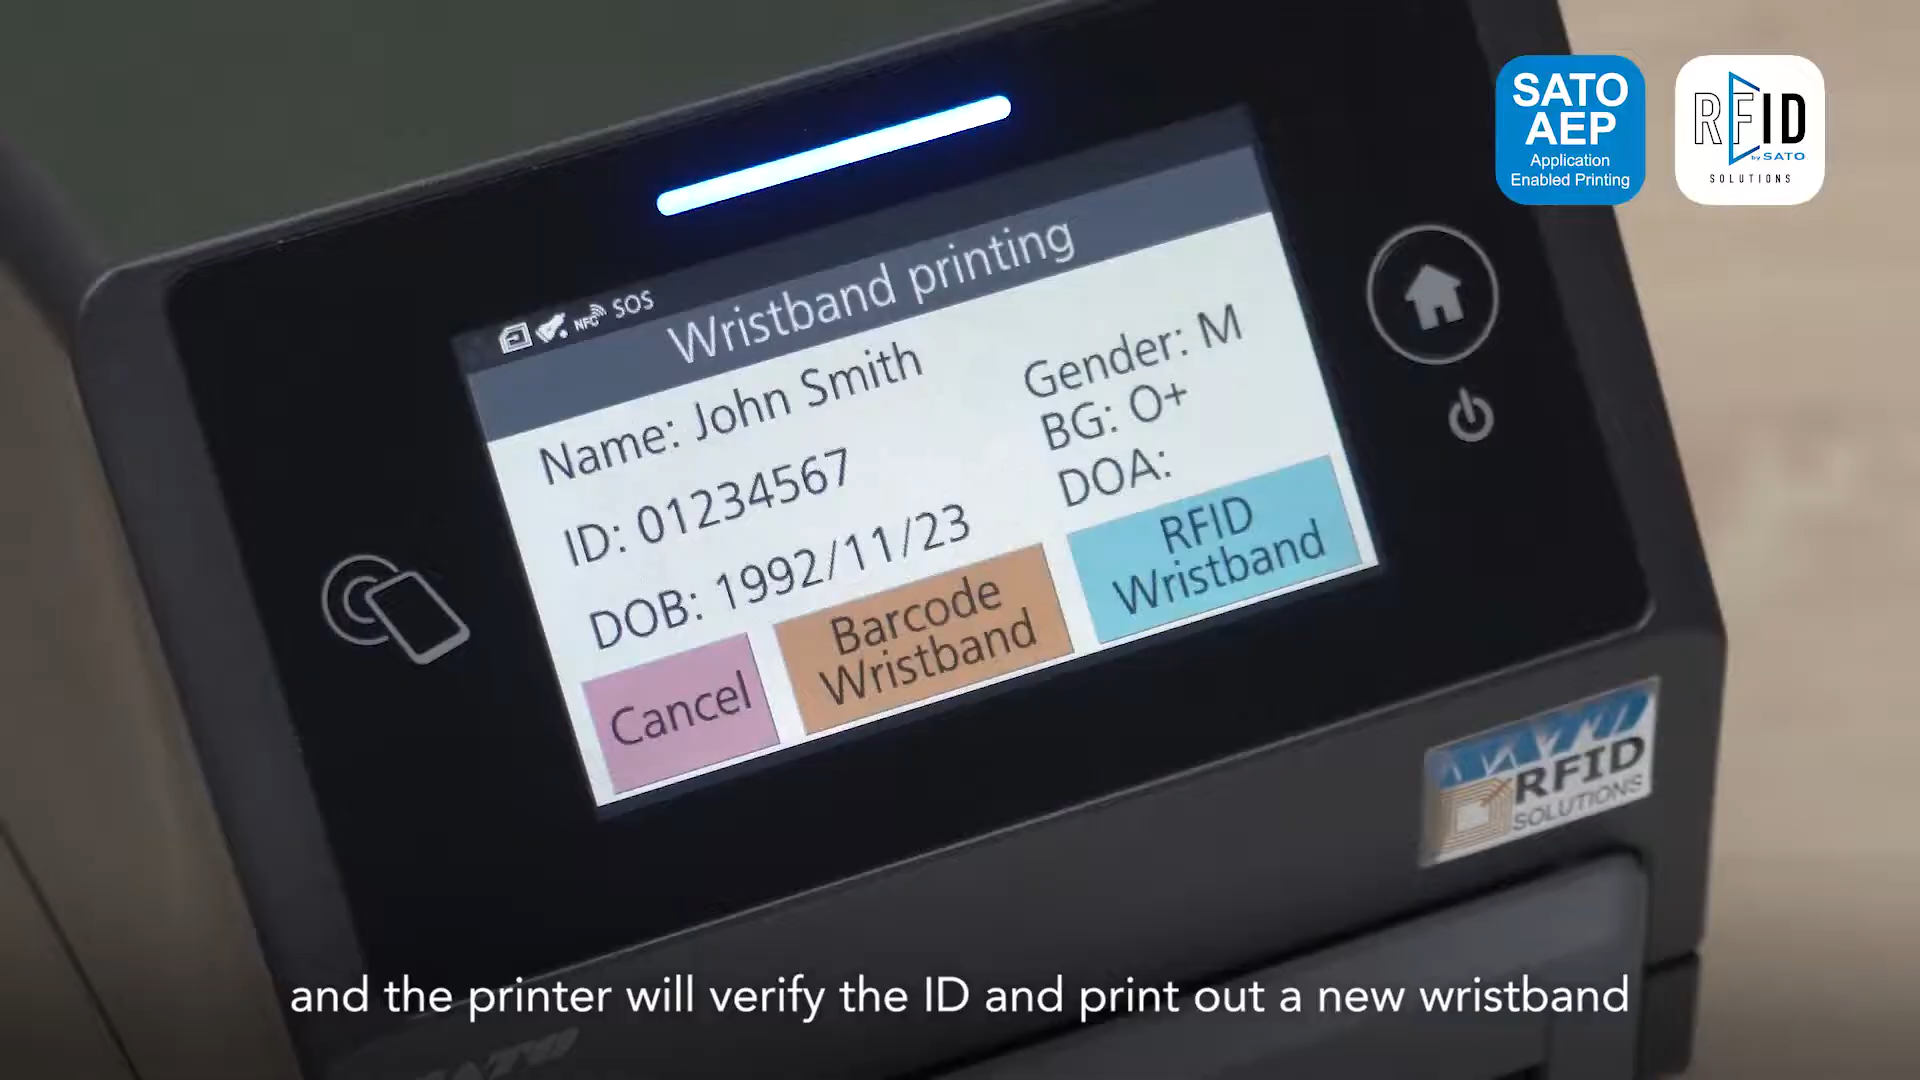 SATO
AEP
Application
Enabled Printing
RFID
by SATO
SOLUTIONS
NFC SOS
Wristband printing
Name: John Smith
Gender: M
ID: 01234567
BG: O+
DOB: 1992/11/23
DOA:
Cancel
Barcode
Wristband
RFID
Wristband
SATO
RFID
SOLUTIONS
and the printer will verify the ID and print out a new wristband
SATO